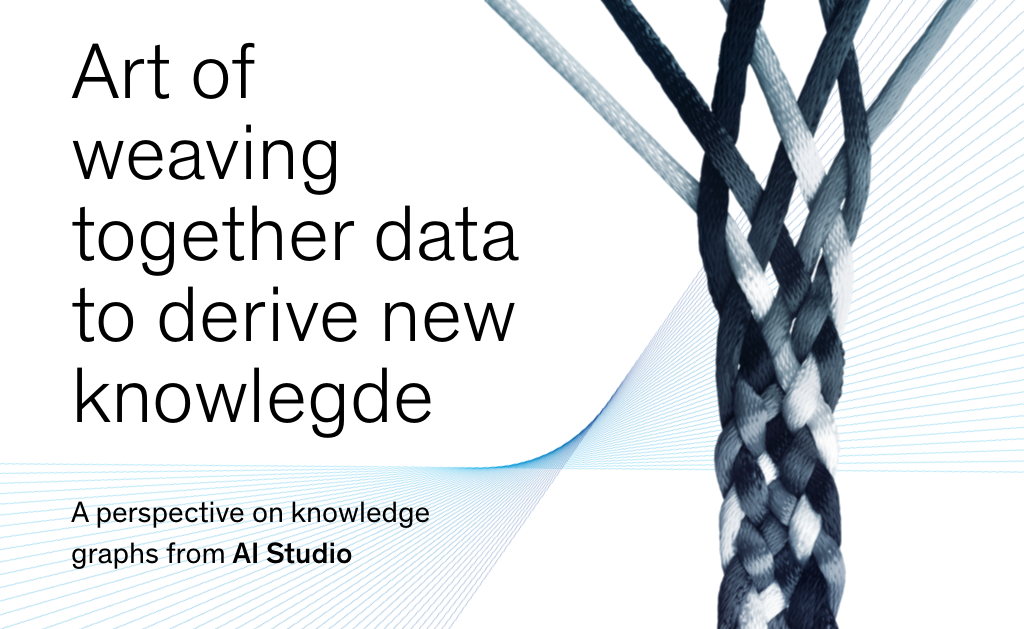 Art of
weaving
together data
to derive new
knowlegde
A perspective on knowledge
graphs from AI Studio